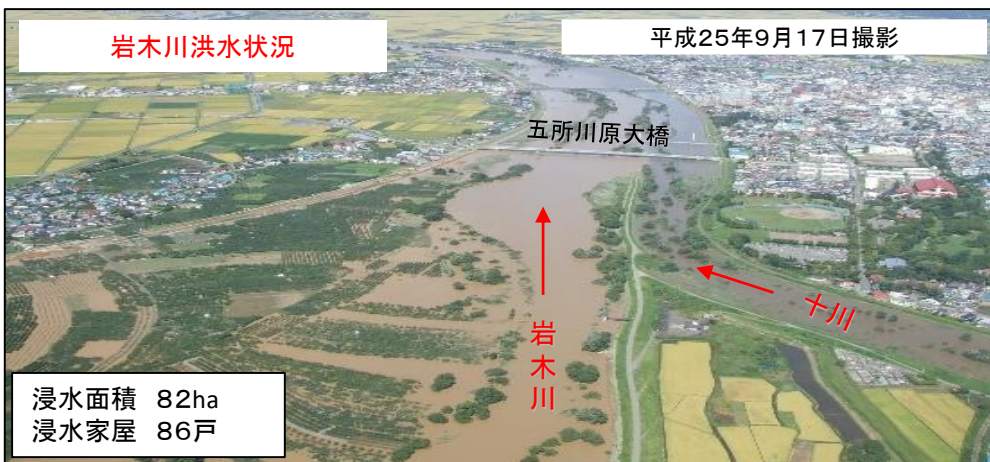 岩木川洪水状況
平成25年9月17日撮影
五所川原大橋
岩木川
十川
浸水面積 82ha
浸水家屋 86戸